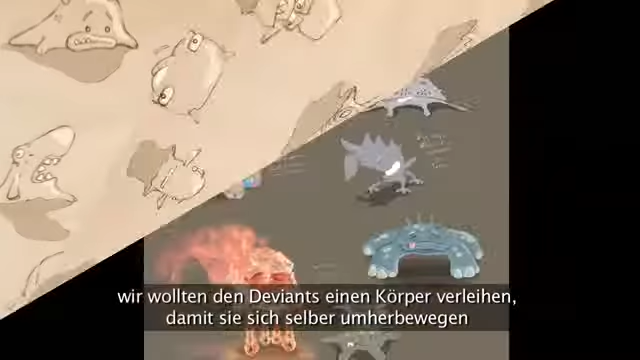 wir wollten den Deviants einen Körper verleihen,
damit sie sich selber umherbewegen